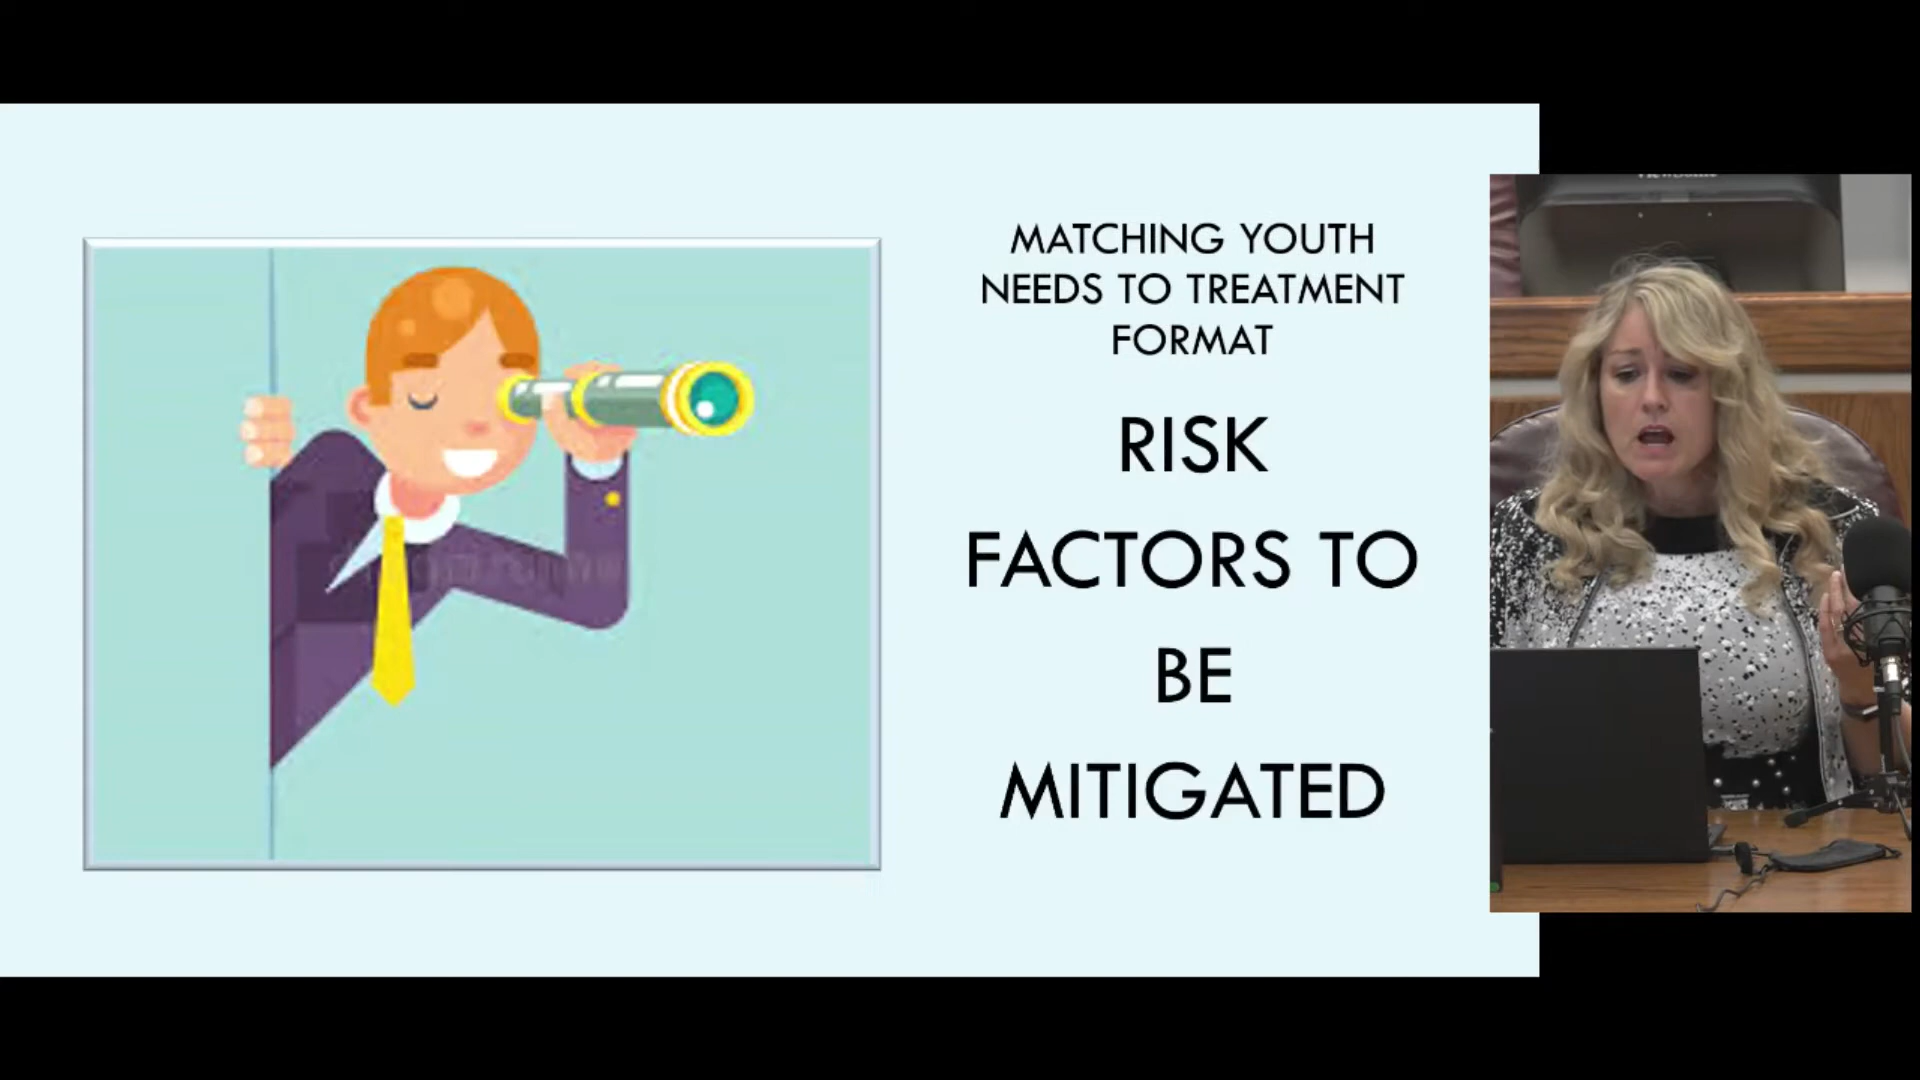 MATCHING YOUTH
NEEDS TO TREATMENT
FORMAT
RISK
FACTORS TO
BE
MITIGATED